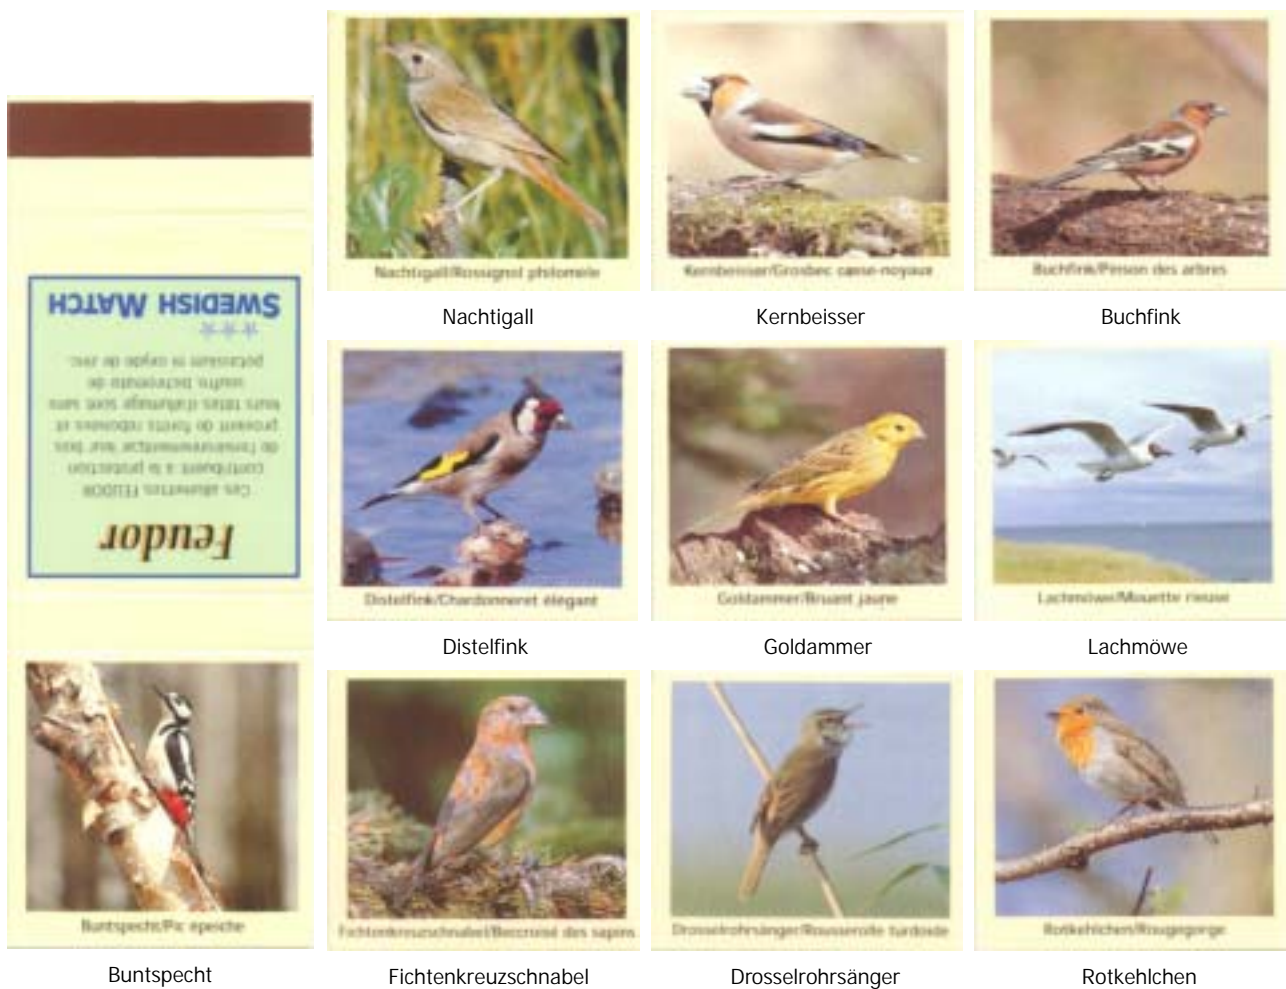 Feudor
Ces allumettes FEUDOR
contribuent à la protection
de l'environnement: leur bois
provient de forêts reboisées et
leurs têtes d'allumage sont sans
soufre, bichromate de
potassium ni oxyde de zinc.
SWEDISH MATCH
Buntspecht/Pic épeiche
Buntspecht
Nachtigall/Rossignol philomèle
Nachtigall
Kernbeisser/Grosbec casse-noyaux
Kernbeisser
Buchfink/Pinson des arbres
Buchfink
Distelfink/Chardonneret élégant
Distelfink
Goldammer/Bruant jaune
Goldammer
Lachmöwe/Mouette rieuse
Lachmöwe
Fichtenkreuzschnabel/Beccroisé des sapins
Fichtenkreuzschnabel
Drosselrohrsänger/Rousserolle turdoïde
Drosselrohrsänger
Rotkehlchen/Rougegorge
Rotkehlchen